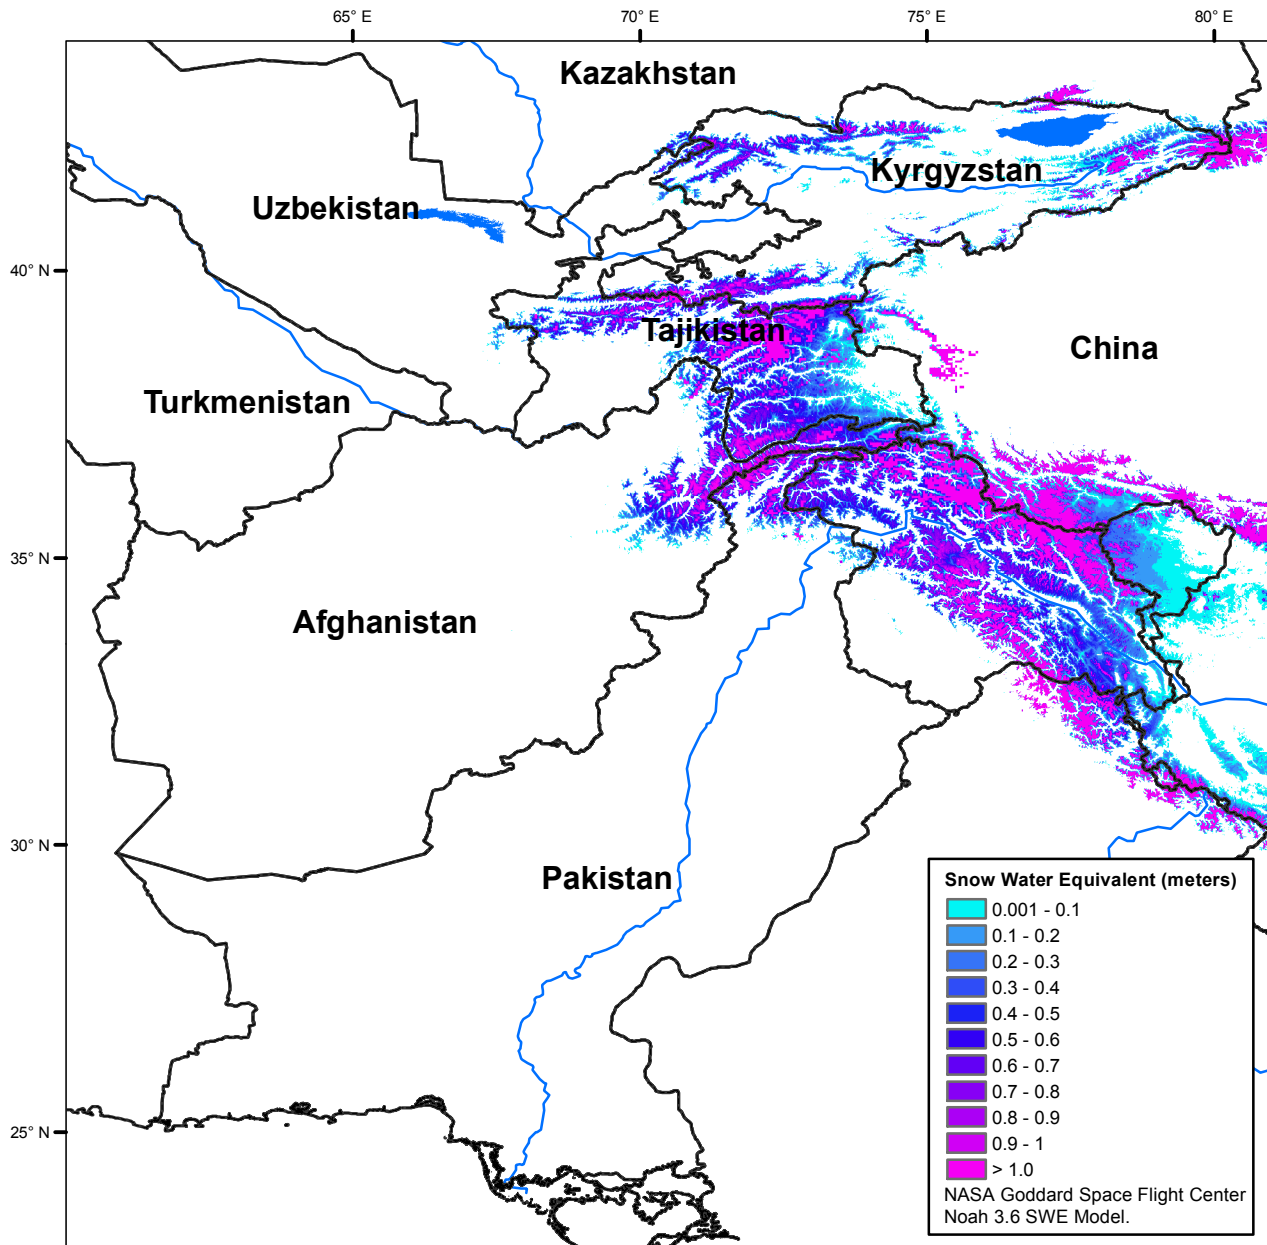 65° E
70° E
75° E
80° E
Kazakhstan
Kyrgyzstan
Uzbekistan
40° N
Tajikistan
China
Turkmenistan
35° N
Afghanistan
30° N
Pakistan
25° N
Snow Water Equivalent (meters)
0.001 - 0.1
0.1 - 0.2
0.2 - 0.3
0.3 - 0.4
0.4 - 0.5
0.5 - 0.6
0.6 - 0.7
0.7 - 0.8
0.8 - 0.9
0.9 - 1
> 1.0
NASA Goddard Space Flight Center
Noah 3.6 SWE Model.